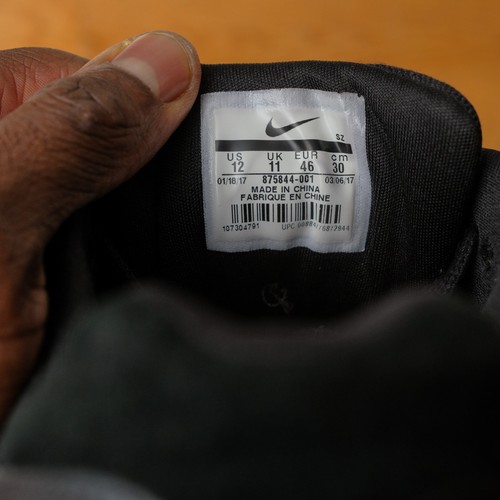 SZ
US UK EUR cm
12 11 46 30
01/18/17 875844-001 03/06/17
MADE IN CHINA
FABRIQUE EN CHINE
107304791 UPC